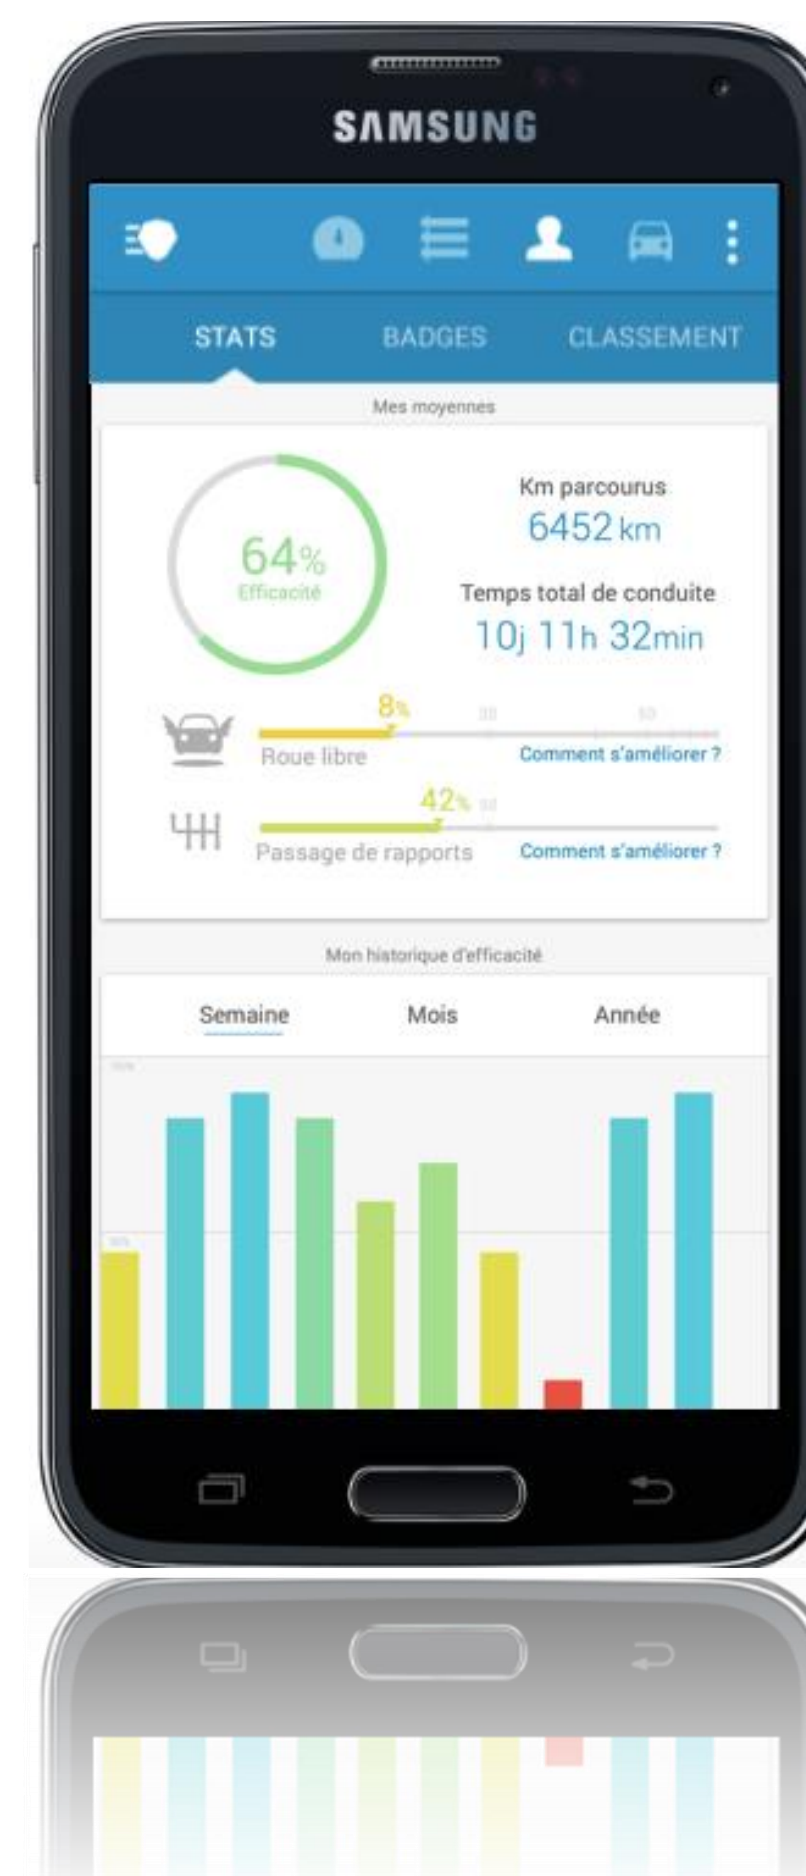 SAMSUNG
STATS BADGES CLASSEMENT
Mes moyennes
64%
Efficacité
Km parcourus
6452 km
Temps total de conduite
10j 11h 32min
8%
Roue libre
Comment s'améliorer ?
42%
Passage de rapports
Comment s'améliorer ?
Mon historique d'efficacité
Semaine Mois Année